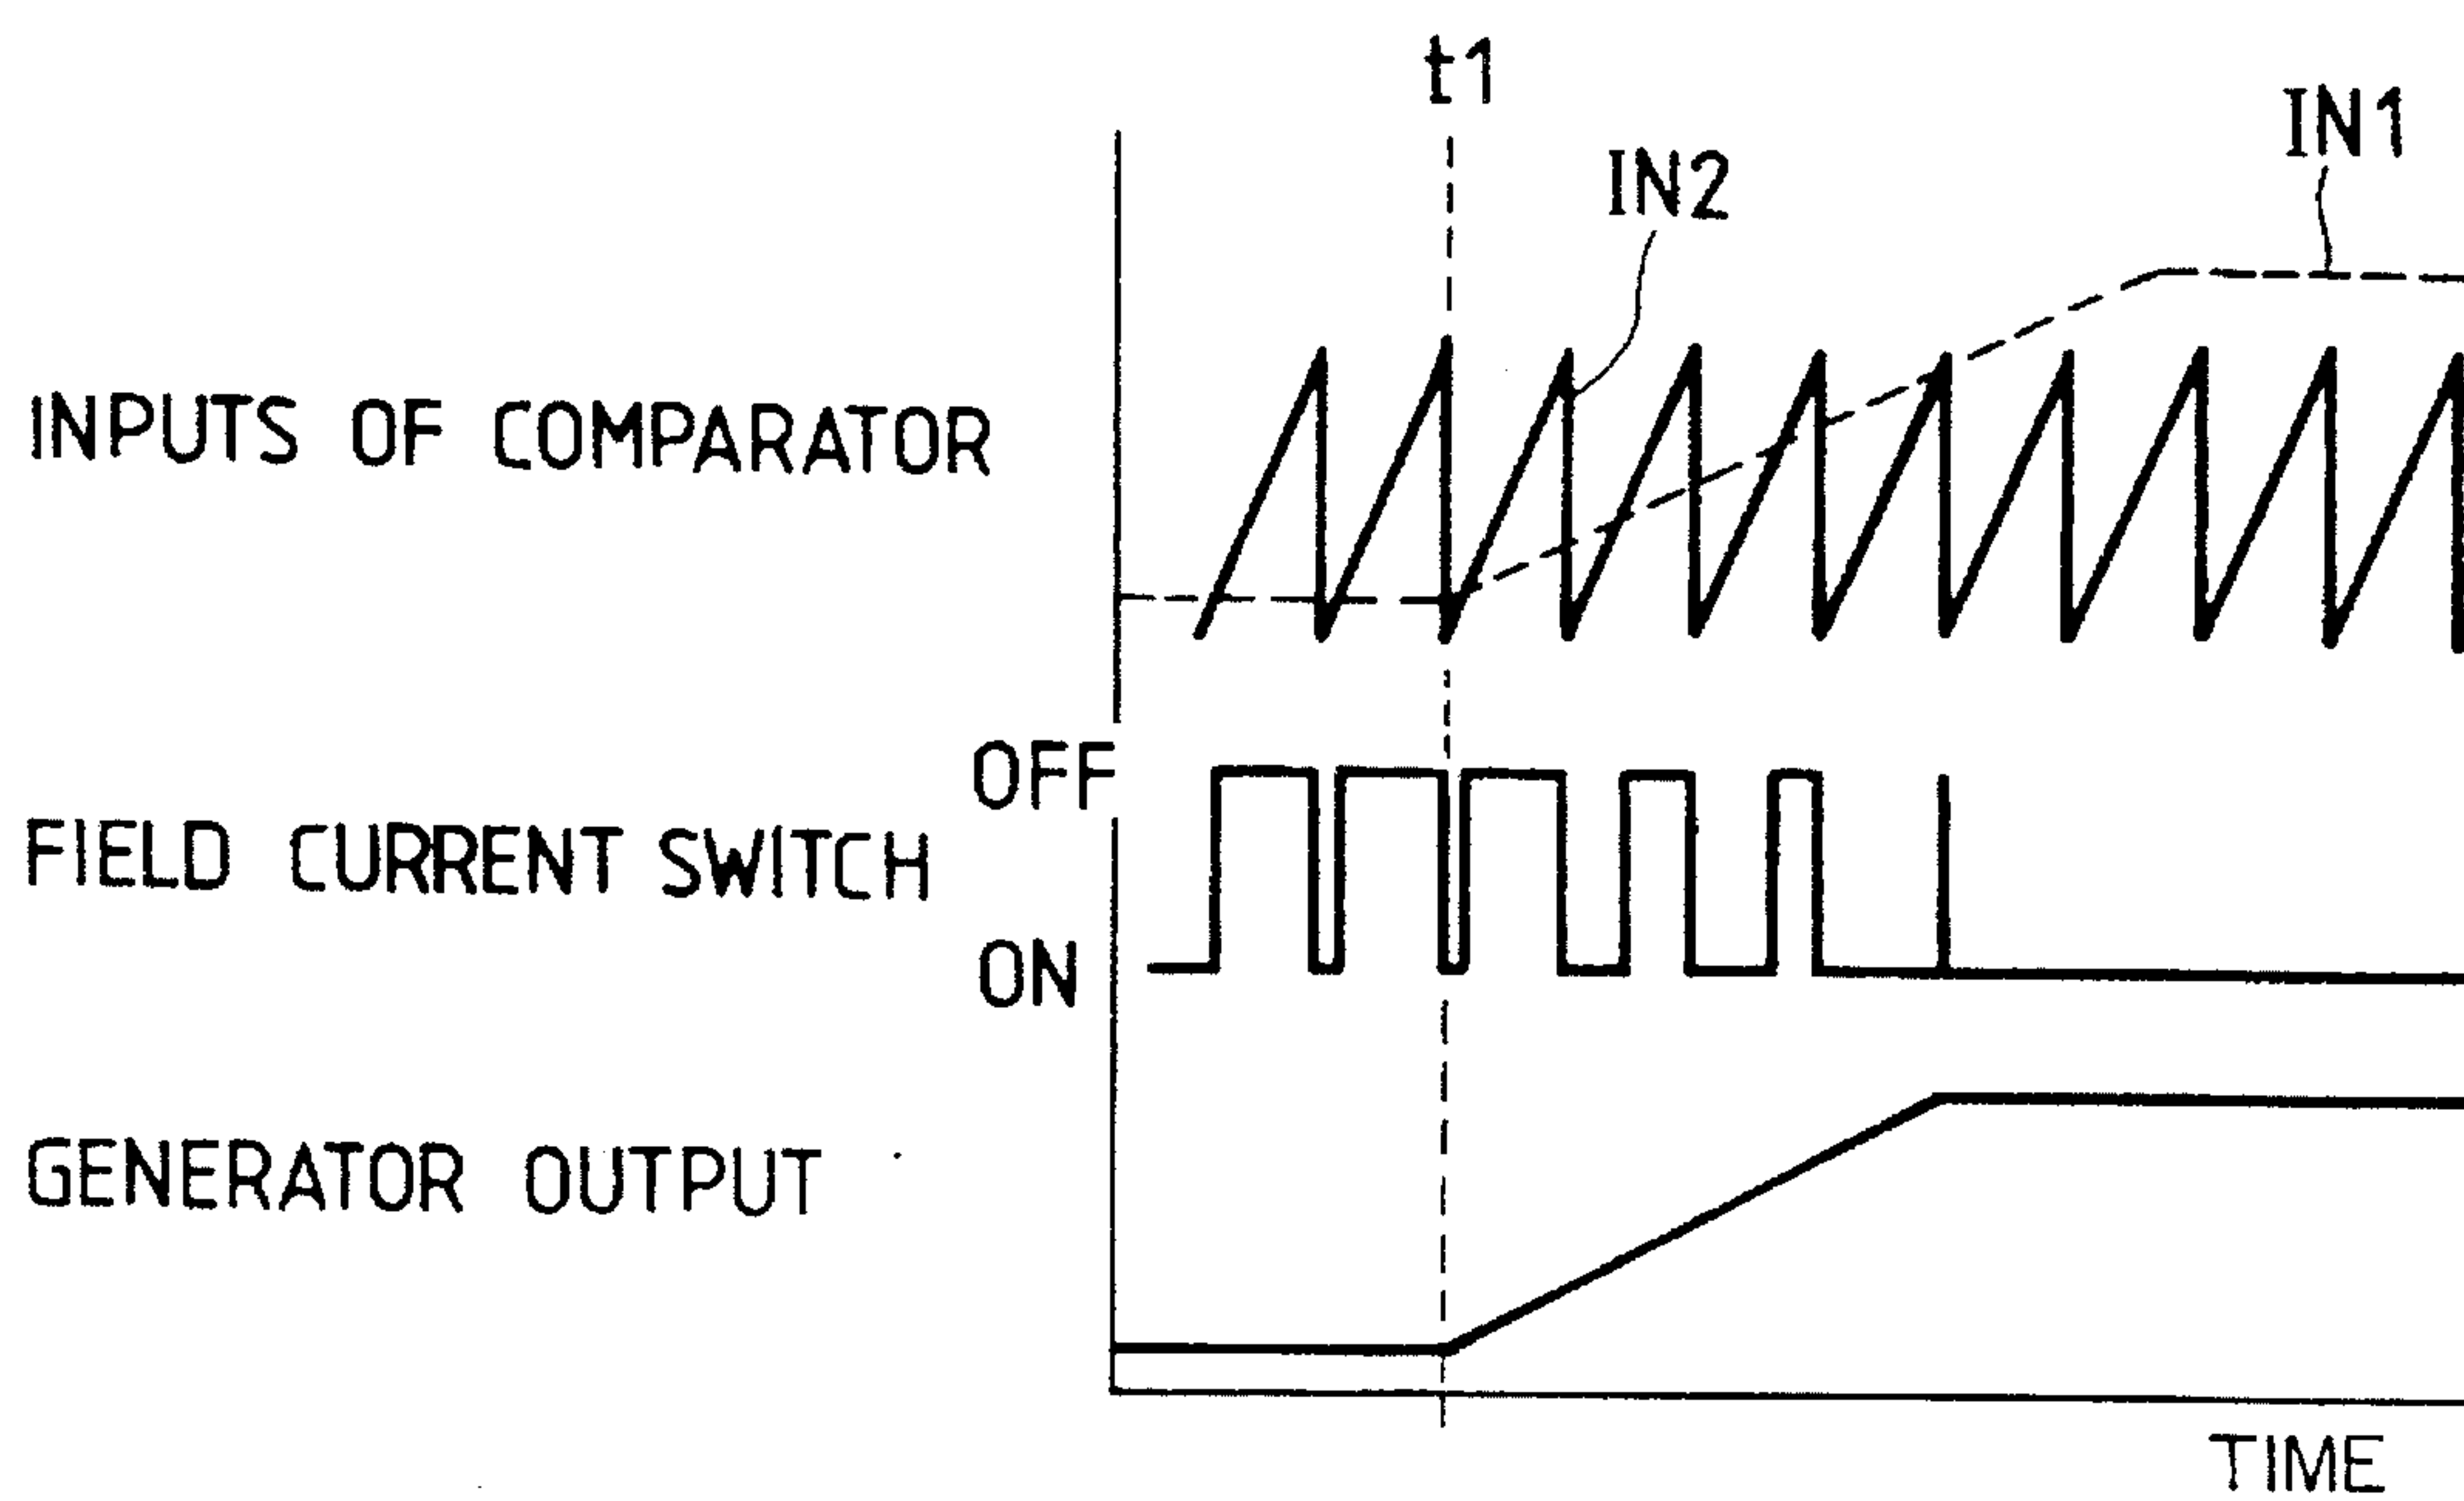 t1
IN1
IN2
INPUTS OF COMPARATOR
OFF
FIELD CURRENT SWITCH
ON
GENERATOR OUTPUT
TIME